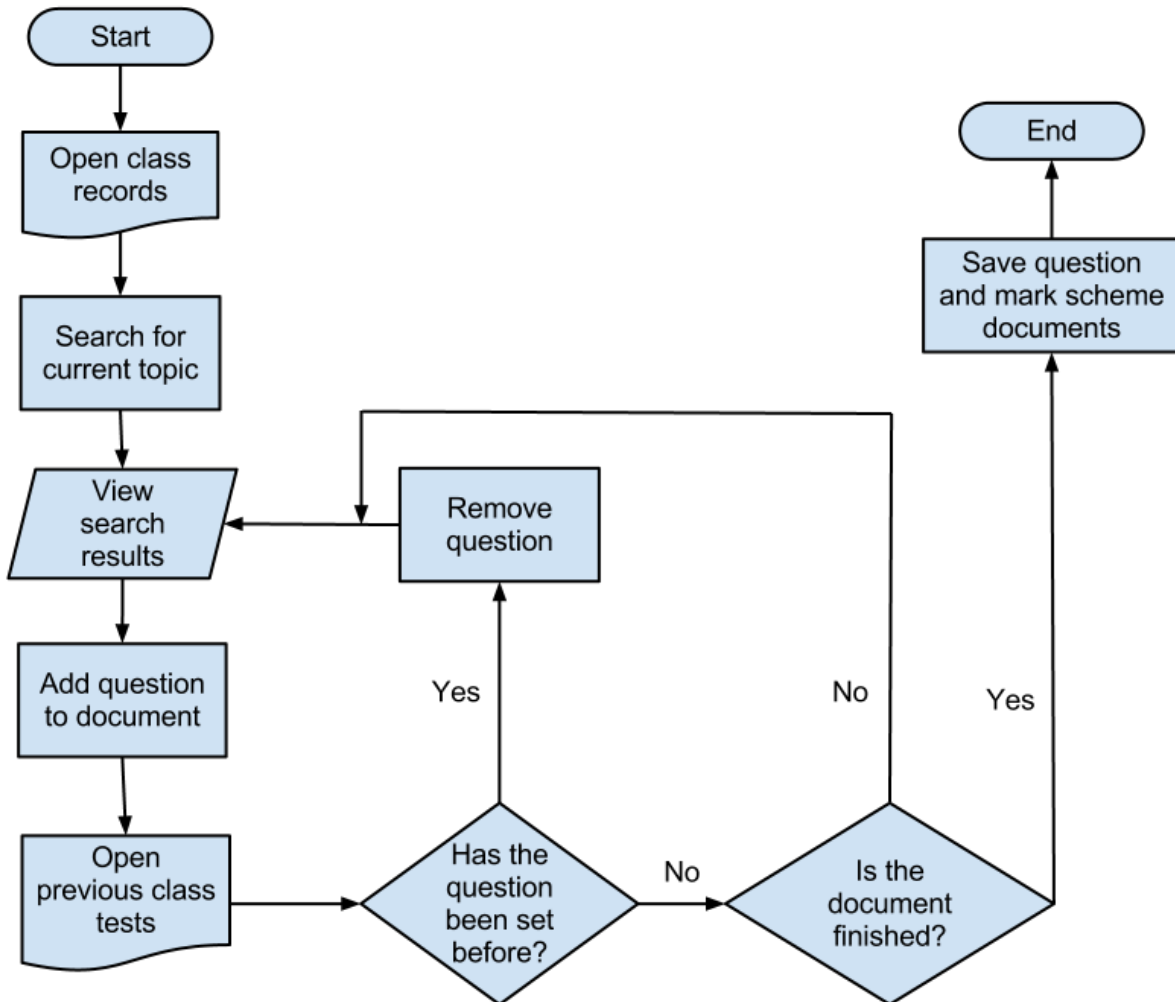 Start
Open class
records
Search for
current topic
View
search
results
Add question
to document
Open
previous class
tests
Has the
question
been set
before?
Yes
Remove
question
No
Is the
document
finished?
No
Yes
Save question
and mark scheme
documents
End